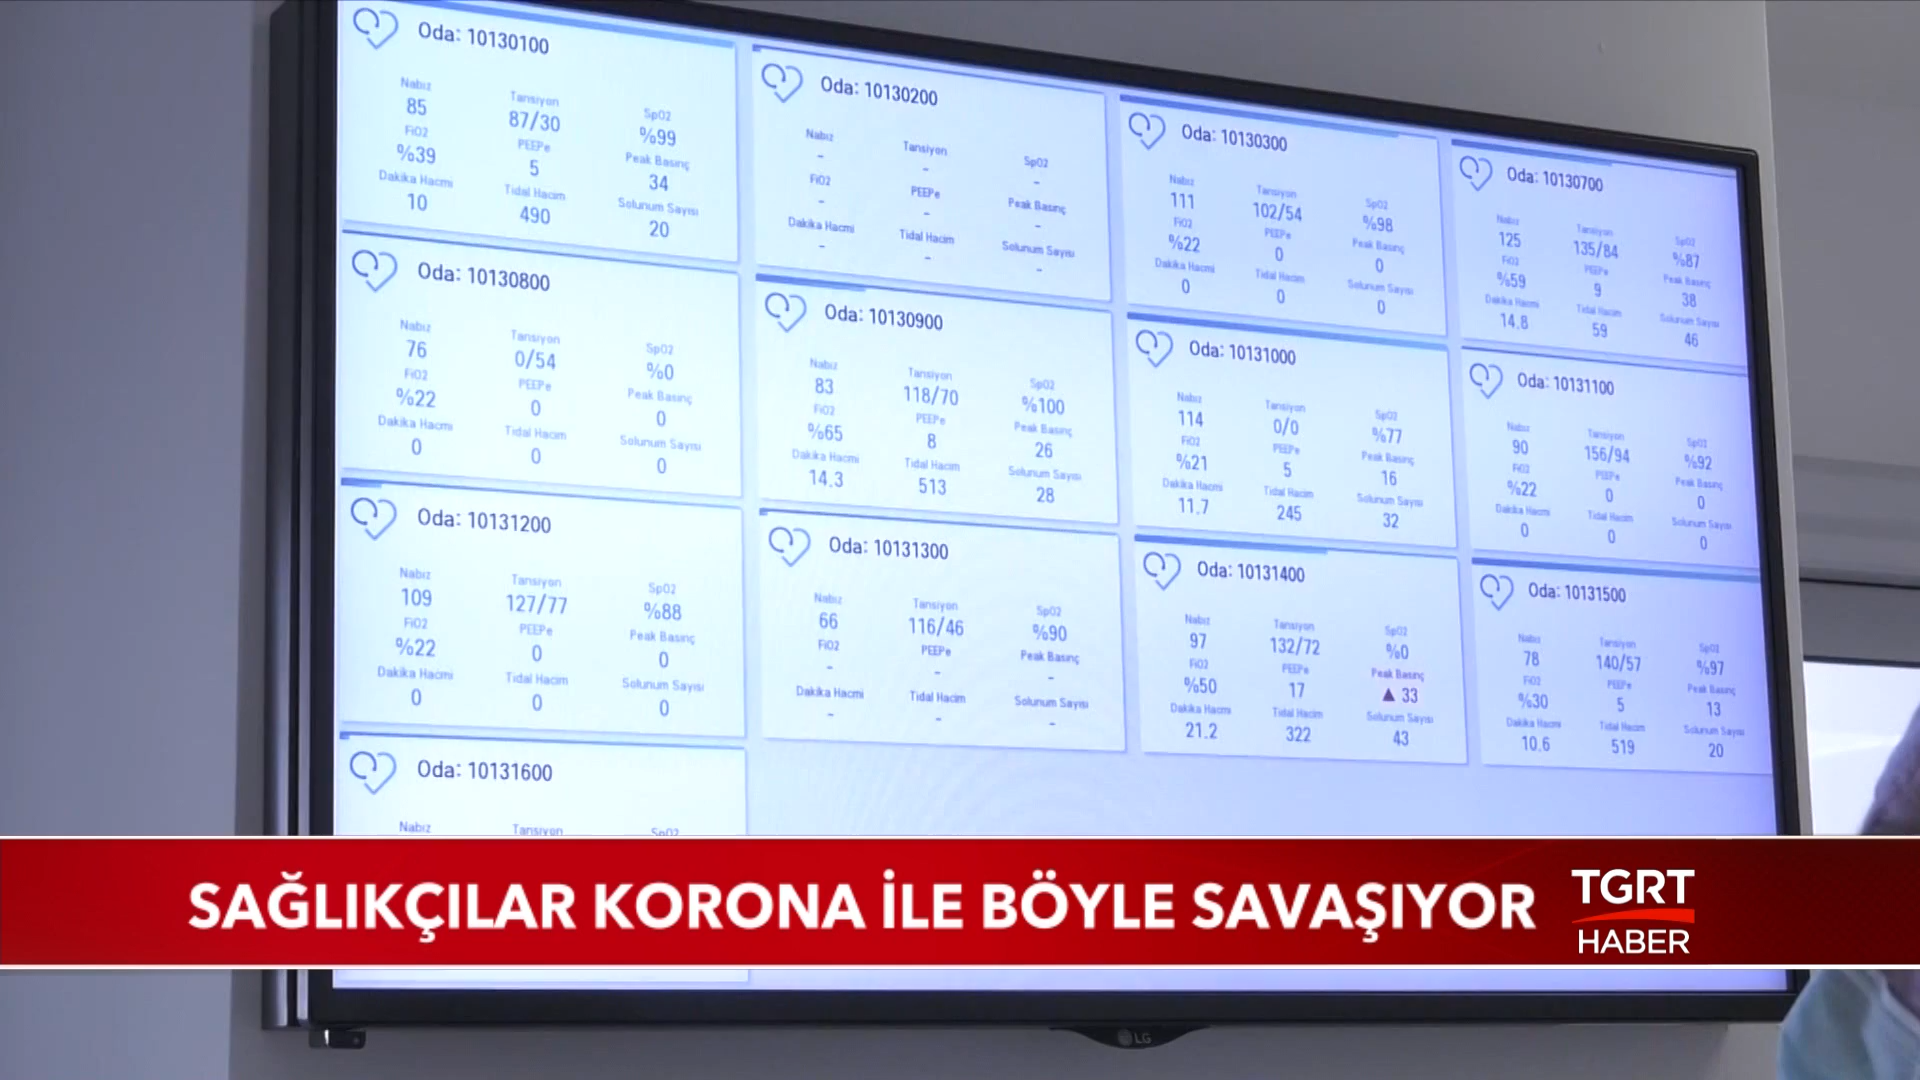 Oda: 10130100
Nabız Tansiyon SpO2
85 87/30 %99
FiO2 PEEPe Peak Basınç
%39 5 34
Dakika Hacmi Tidal Hacim Solunum Sayısı
10 490 20
Oda: 10130200
Nabız Tansiyon SpO2
- - -
FiO2 PEEPe Peak Basınç
- - -
Dakika Hacmi Tidal Hacim Solunum Sayısı
- - -
Oda: 10130300
Nabız Tansiyon SpO2
111 102/54 %98
FiO2 PEEPe Peak Basınç
%22 0 0
Dakika Hacmi Tidal Hacim Solunum Sayısı
0 0 0
Oda: 10130700
Nabız Tansiyon SpO2
125 135/84 %87
FiO2 PEEPe Peak Basınç
%59 9 38
Dakika Hacmi Tidal Hacim Solunum Sayısı
14.8 59 46
Oda: 10130800
Nabız Tansiyon SpO2
76 0/54 %0
FiO2 PEEPe Peak Basınç
%22 0 0
Dakika Hacmi Tidal Hacim Solunum Sayısı
0 0 0
Oda: 10130900
Nabız Tansiyon SpO2
83 118/70 %100
FiO2 PEEPe Peak Basınç
%65 8 26
Dakika Hacmi Tidal Hacim Solunum Sayısı
14.3 513 28
Oda: 10131000
Nabız Tansiyon SpO2
114 0/0 %77
FiO2 PEEPe Peak Basınç
%21 5 16
Dakika Hacmi Tidal Hacim Solunum Sayısı
11.7 245 32
Oda: 10131100
Nabız Tansiyon SpO2
90 156/94 %92
FiO2 PEEPe Peak Basınç
%22 0 0
Dakika Hacmi Tidal Hacim Solunum Sayısı
0 0 0
Oda: 10131200
Nabız Tansiyon SpO2
109 127/77 %88
FiO2 PEEPe Peak Basınç
%22 0 0
Dakika Hacmi Tidal Hacim Solunum Sayısı
0 0 0
Oda: 10131300
Nabız Tansiyon SpO2
66 116/46 %90
FiO2 PEEPe Peak Basınç
- - -
Dakika Hacmi Tidal Hacim Solunum Sayısı
- - -
Oda: 10131400
Nabız Tansiyon SpO2
97 132/72 %0
FiO2 PEEPe Peak Basınç
%50 17 ▲ 33
Dakika Hacmi Tidal Hacim Solunum Sayısı
21.2 322 43
Oda: 10131500
Nabız Tansiyon SpO2
78 140/57 %97
FiO2 PEEPe Peak Basınç
%30 5 13
Dakika Hacmi Tidal Hacim Solunum Sayısı
10.6 519 20
Oda: 10131600
Nabız Tansiyon SpO2
SAĞLIKÇILAR KORONA İLE BÖYLE SAVAŞIYOR
TGRT
HABER
LG